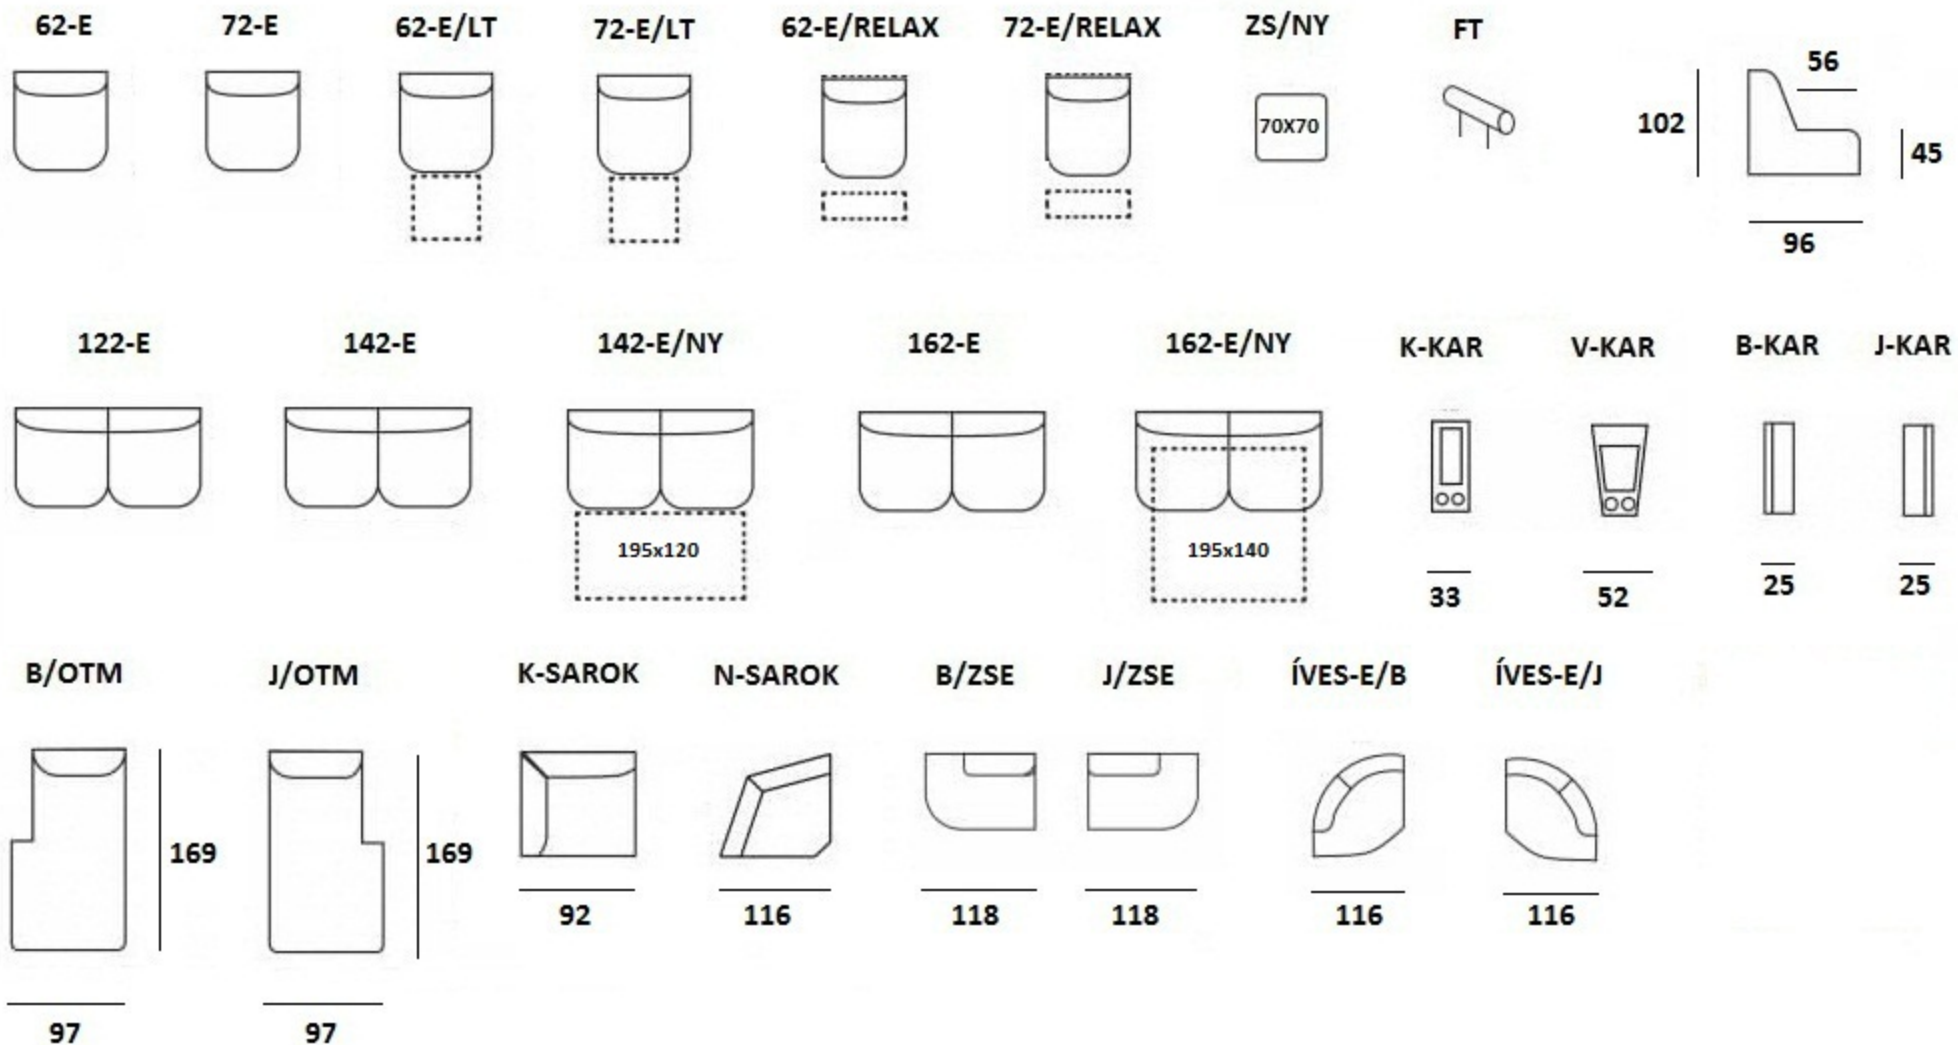 62-E 72-E 62-E/LT 72-E/LT 62-E/RELAX 72-E/RELAX ZS/NY FT
56
70X70 102 45
96
122-E 142-E 142-E/NY 162-E 162-E/NY K-KAR V-KAR B-KAR J-KAR
195x120 195x140
33 52 25 25
B/OTM J/OTM K-SAROK N-SAROK B/ZSE J/ZSE ÍVES-E/B ÍVES-E/J
169 169
92 116 118 118 116 116
97 97